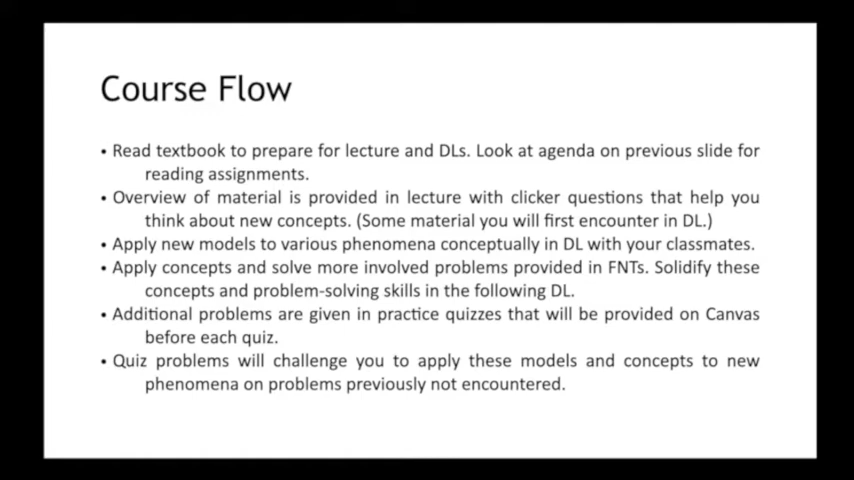 Course Flow
• Read textbook to prepare for lecture and DLs. Look at agenda on previous slide for
reading assignments.
• Overview of material is provided in lecture with clicker questions that help you
think about new concepts. (Some material you will first encounter in DL.)
• Apply new models to various phenomena conceptually in DL with your classmates.
• Apply concepts and solve more involved problems provided in FNTs. Solidify these
concepts and problem-solving skills in the following DL.
• Additional problems are given in practice quizzes that will be provided on Canvas
before each quiz.
• Quiz problems will challenge you to apply these models and concepts to new
phenomena on problems previously not encountered.